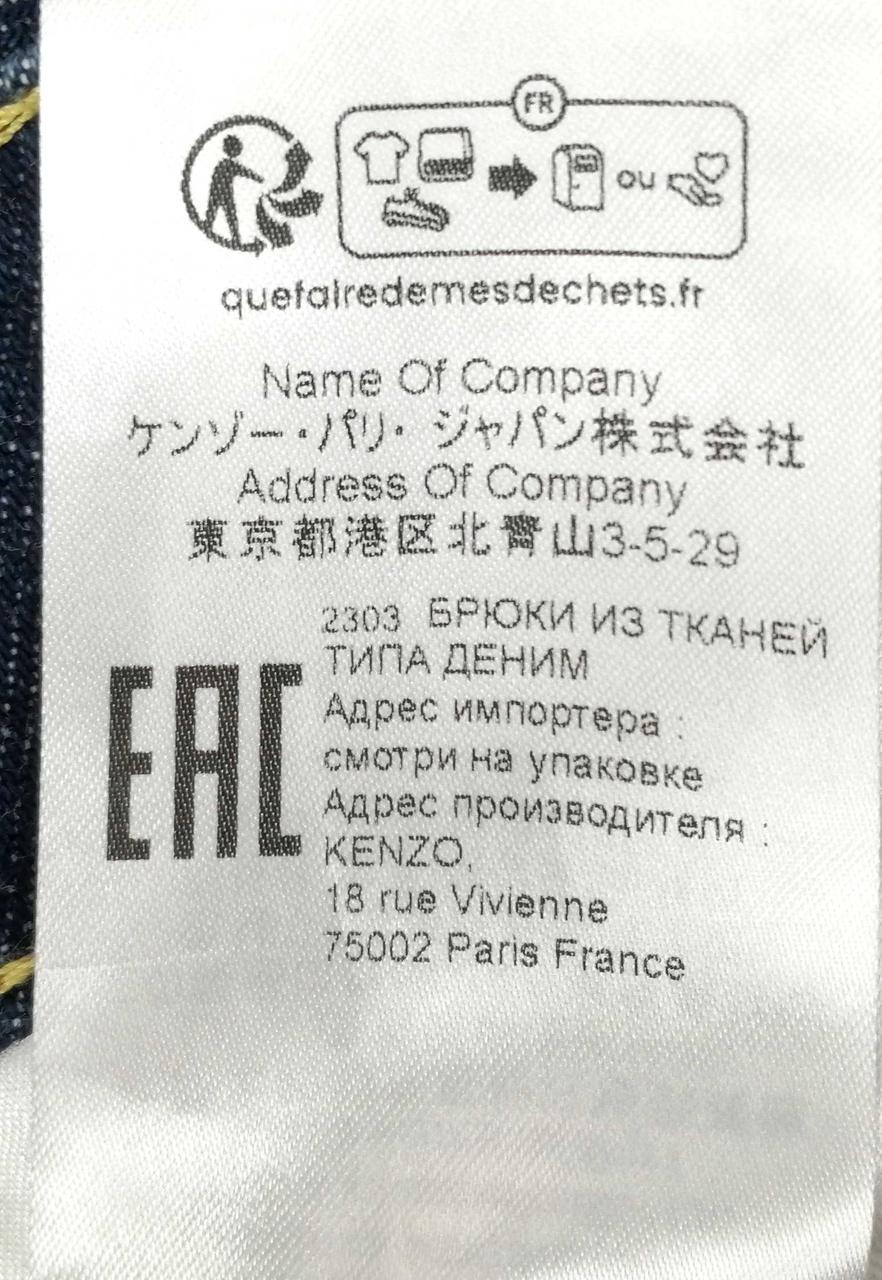 FR
ou
quefairedemesdechets.fr
Name Of Company
ケンゾー・パリ・ジャパン株式会社
Address Of Company
東京都港区北青山3-5-29
2303 БРЮКИ ИЗ ТКАНЕЙ
ТИПА ДЕНИМ
EAC
Адрес импортера :
смотри на упаковке
Адрес производителя :
KENZO,
18 rue Vivienne
75002 Paris France